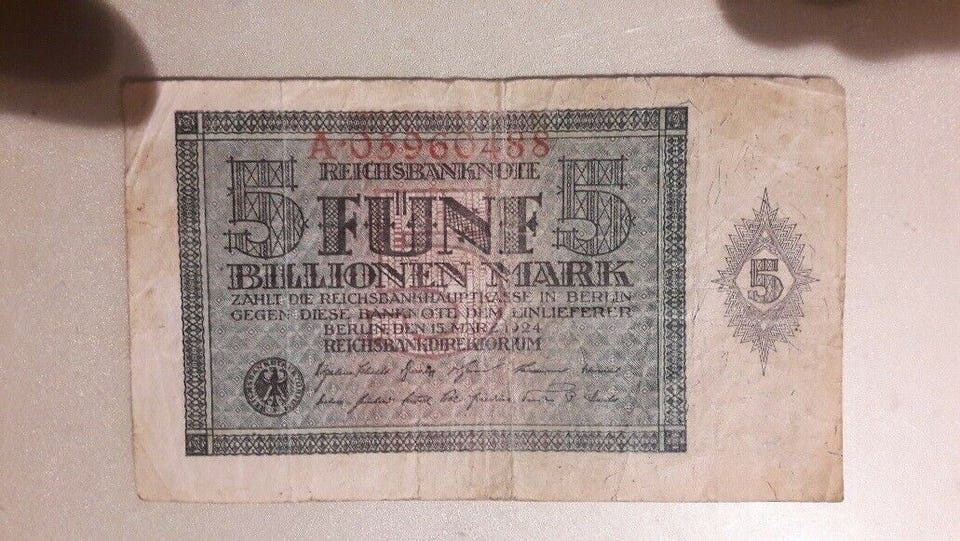 A·05960488
REICHSBANKNOTE
5 FÜNF 5
BILLIONEN MARK
ZAHLT DIE REICHSBANKHAUPTKASSE IN BERLIN
GEGEN DIESE BANKNOTE DEM EINLIEFERER
BERLIN DEN 15. MÄRZ 1924
REICHSBANKDIREKTORIUM
5
5